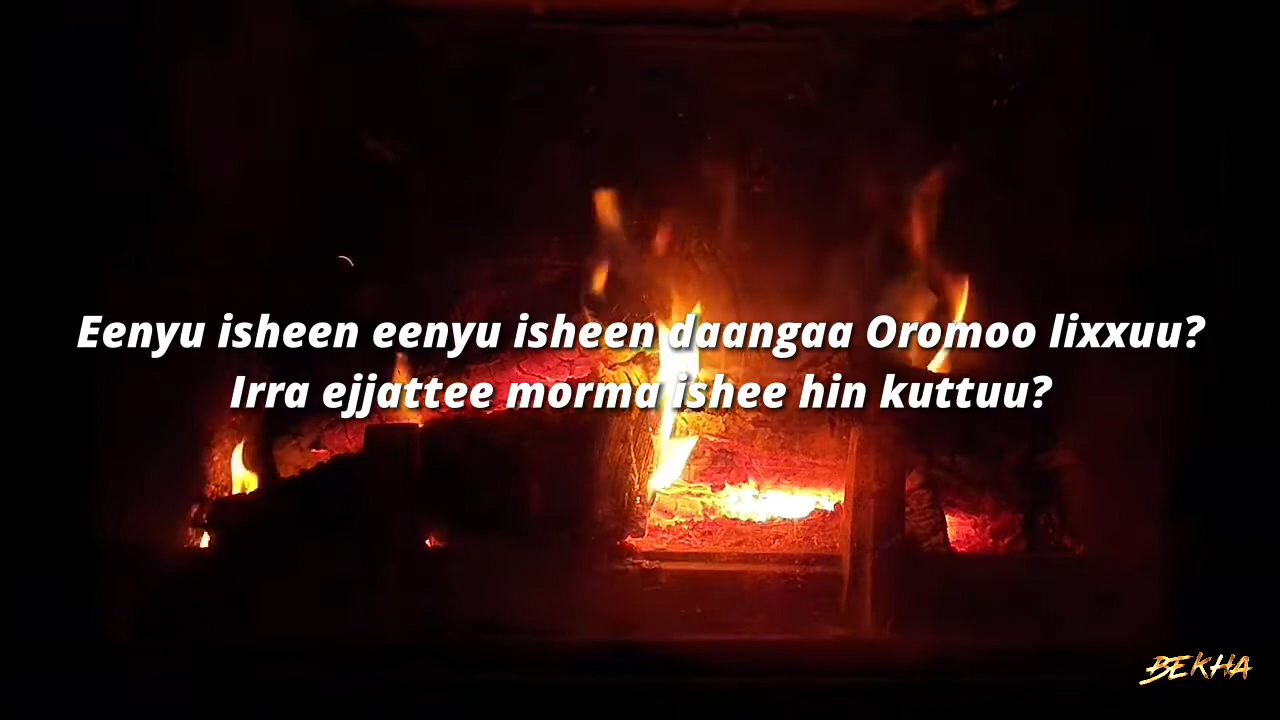 Eenyu isheen eenyu isheen daangaa Oromoo lixxuu?
Irra ejjattee morma ishee hin kuttuu?
BEKHA